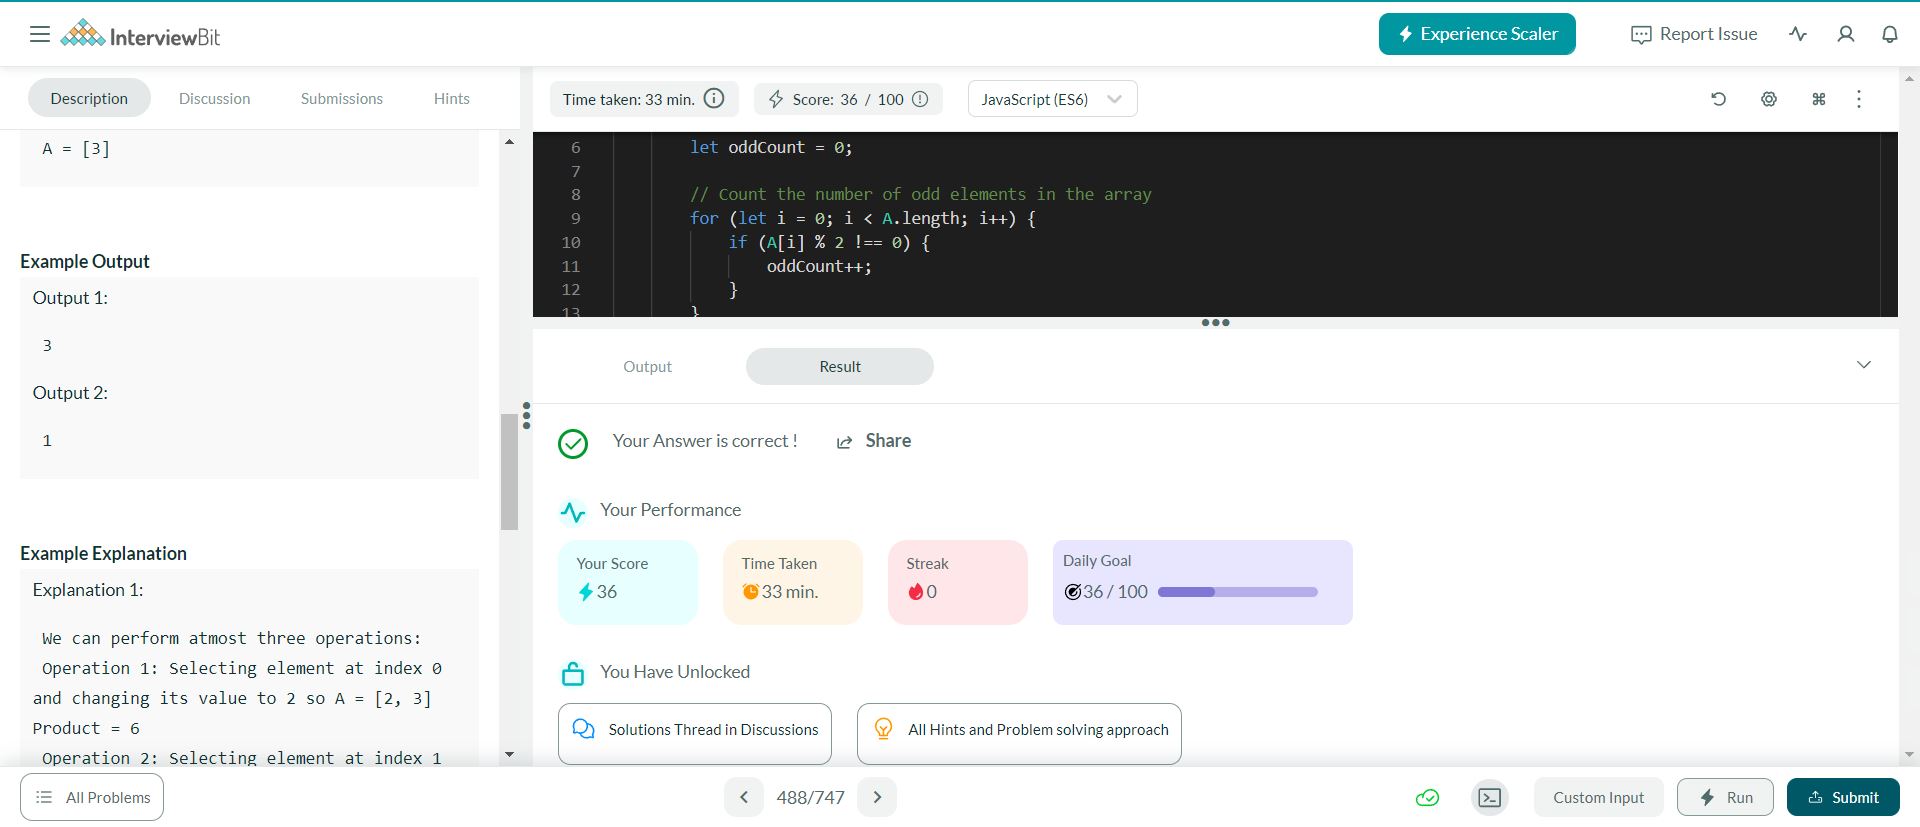 InterviewBit
Experience Scaler
Report Issue
Description
Discussion
Submissions
Hints
A = [3]
Example Output
Output 1:
3
Output 2:
1
Example Explanation
Explanation 1:
We can perform atmost three operations:
Operation 1: Selecting element at index 0
and changing its value to 2 so A = [2, 3]
Product = 6
Operation 2: Selecting element at index 1
Time taken: 33 min.
Score: 36 / 100
JavaScript (ES6)
6 let oddCount = 0;
7
8 // Count the number of odd elements in the array
9 for (let i = 0; i < A.length; i++) {
10 if (A[i] % 2 !== 0) {
11 oddCount++;
12 }
13 }
Output
Result
Your Answer is correct !
Share
Your Performance
Your Score
36
Time Taken
33 min.
Streak
0
Daily Goal
36 / 100
You Have Unlocked
Solutions Thread in Discussions
All Hints and Problem solving approach
All Problems
488/747
Custom Input
Run
Submit